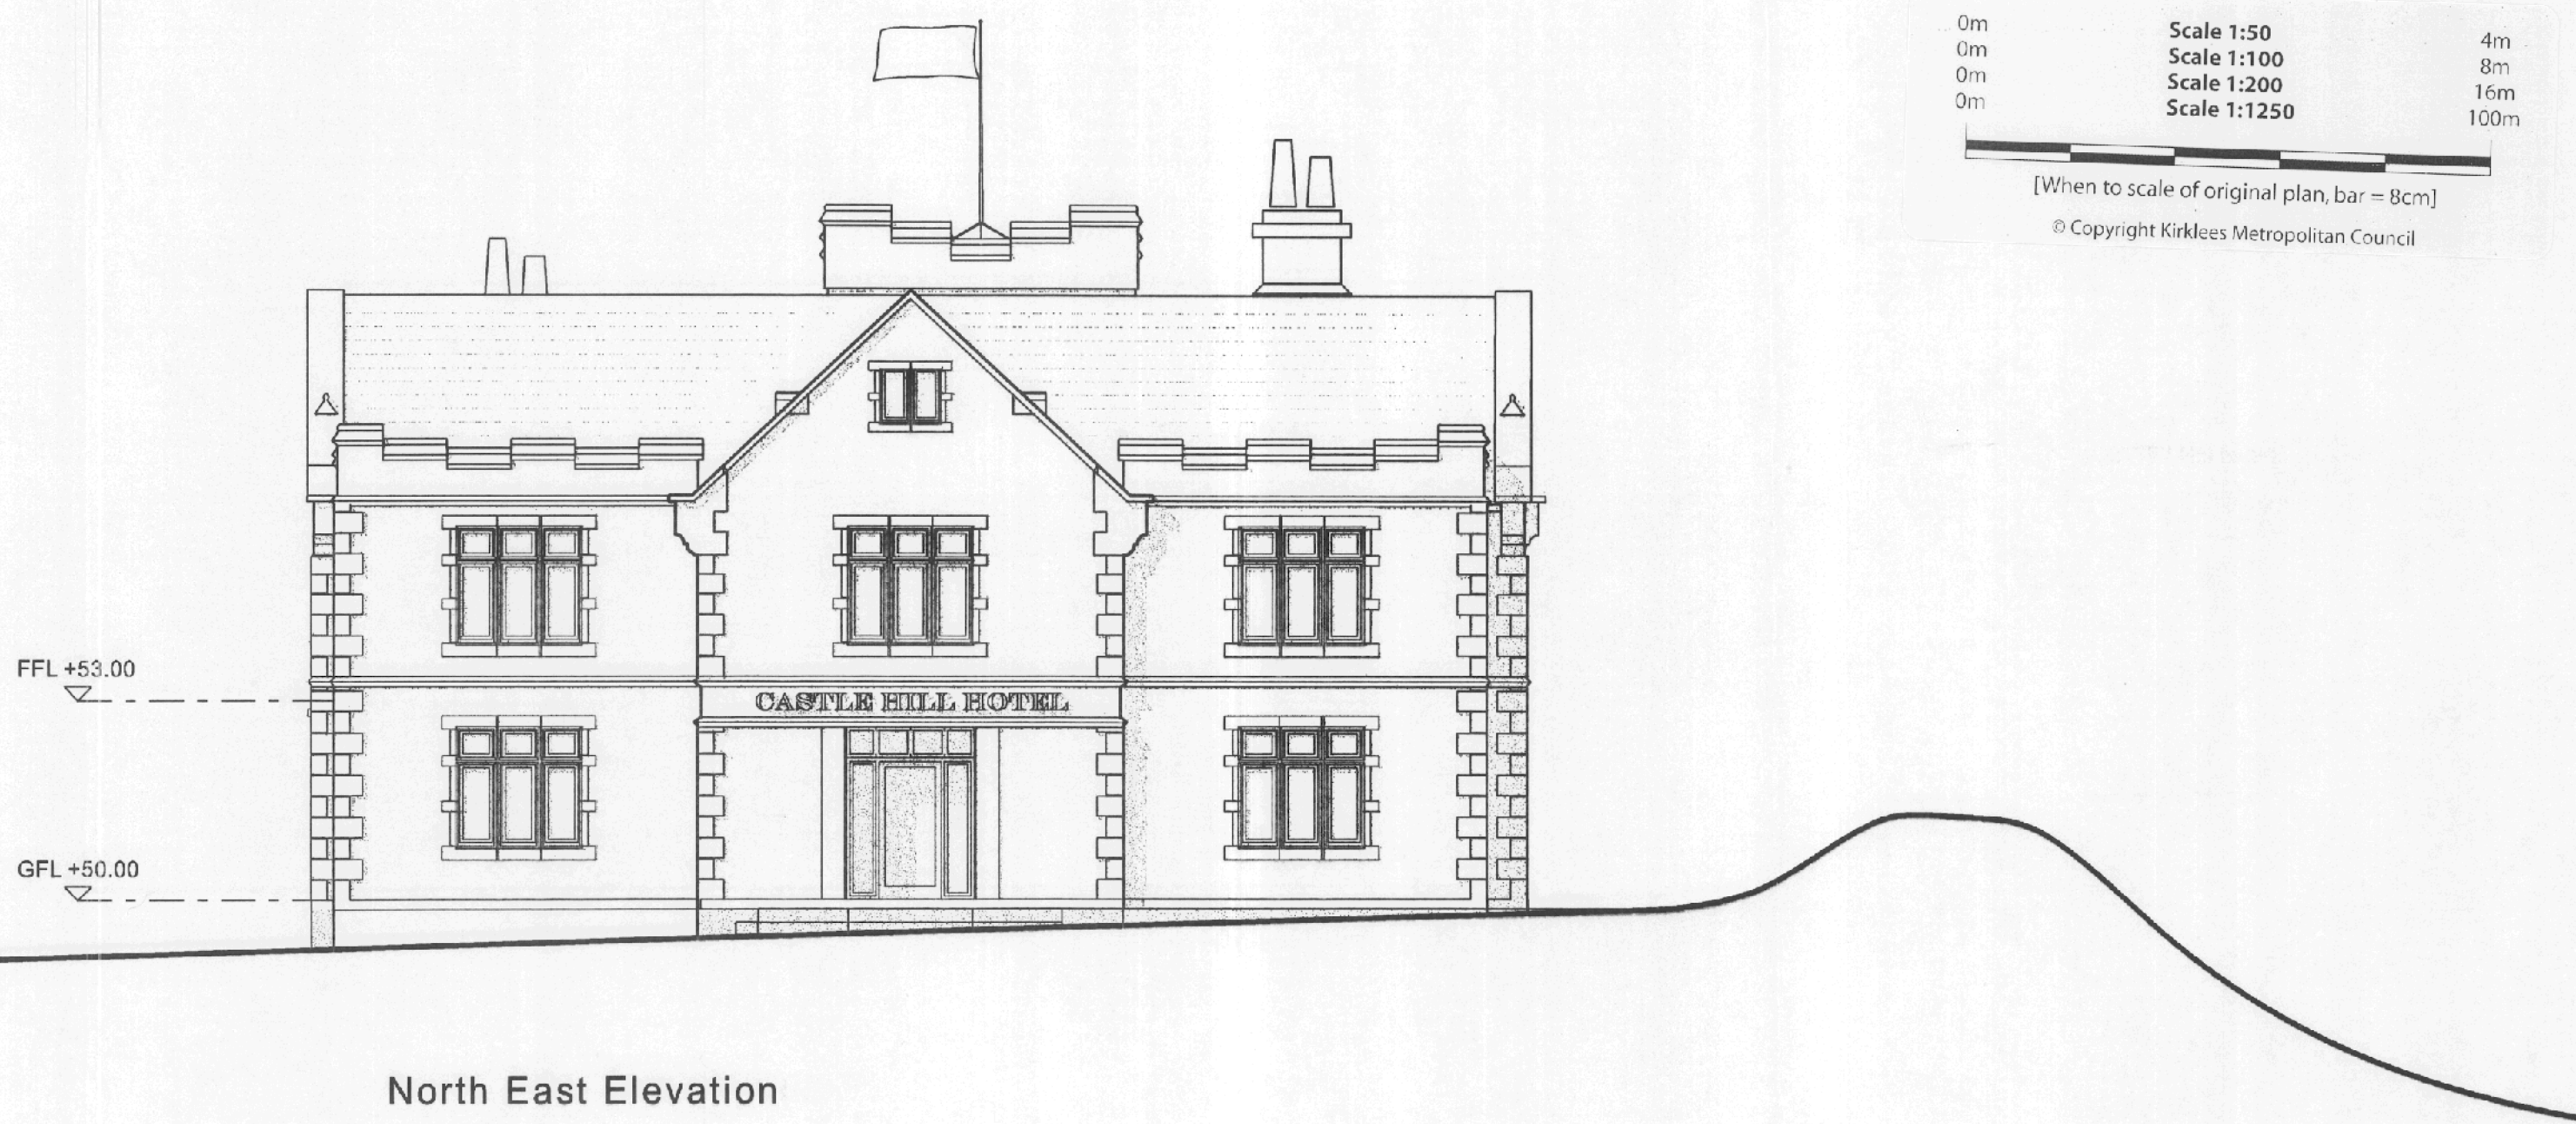 0m Scale 1:50 4m
0m Scale 1:100 8m
0m Scale 1:200 16m
0m Scale 1:1250 100m
[When to scale of original plan, bar = 8cm]
© Copyright Kirklees Metropolitan Council
FFL +53.00
CASTLE HILL HOTEL
GFL +50.00
North East Elevation